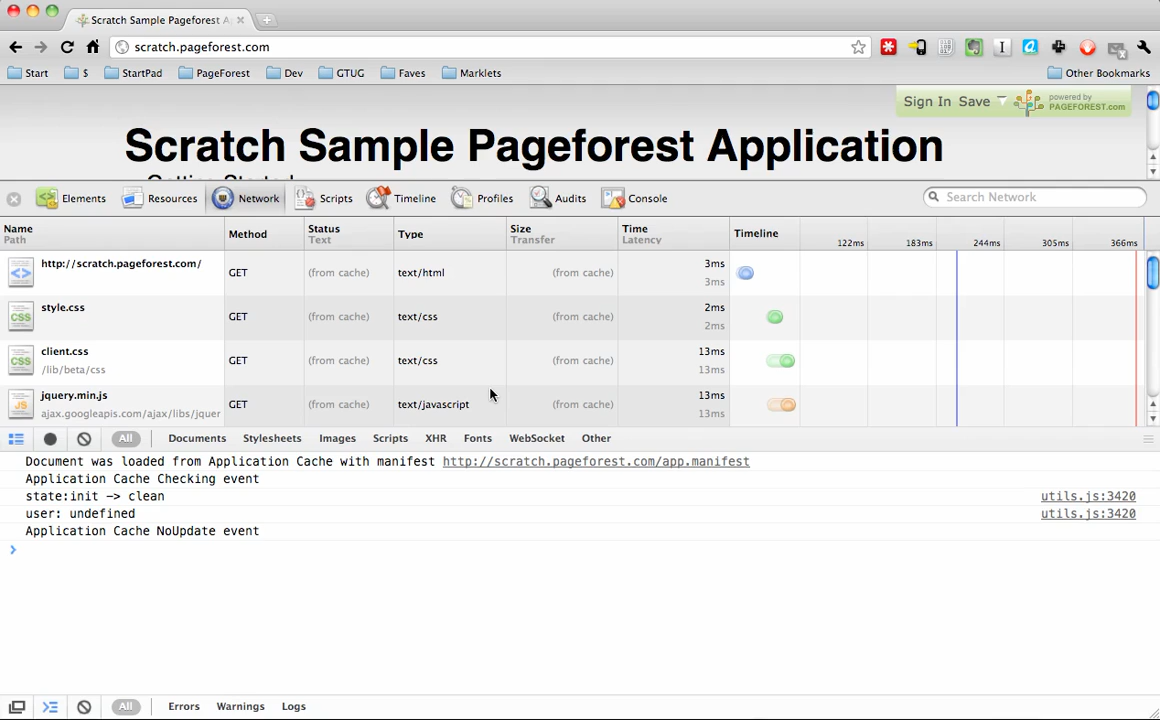 Scratch Sample Pageforest A
scratch.pageforest.com
Start $ StartPad PageForest Dev GTUG Faves Marklets Other Bookmarks
Sign In Save powered by PAGEFOREST.com
Scratch Sample Pageforest Application
Getting Started
Elements Resources Network Scripts Timeline Profiles Audits Console Search Network
Name Method Status Type Size Time Timeline
Path Text Transfer Latency 122ms 183ms 244ms 305ms 366ms
http://scratch.pageforest.com/ GET (from cache) text/html (from cache) 3ms
3ms
style.css GET (from cache) text/css (from cache) 2ms
2ms
client.css GET (from cache) text/css (from cache) 13ms
/lib/beta/css 13ms
jquery.min.js GET (from cache) text/javascript (from cache) 13ms
ajax.googleapis.com/ajax/libs/jquer 13ms
All Documents Stylesheets Images Scripts XHR Fonts WebSocket Other
Document was loaded from Application Cache with manifest http://scratch.pageforest.com/app.manifest
Application Cache Checking event
state:init -> clean utils.js:3420
user: undefined utils.js:3420
Application Cache NoUpdate event
>
All Errors Warnings Logs